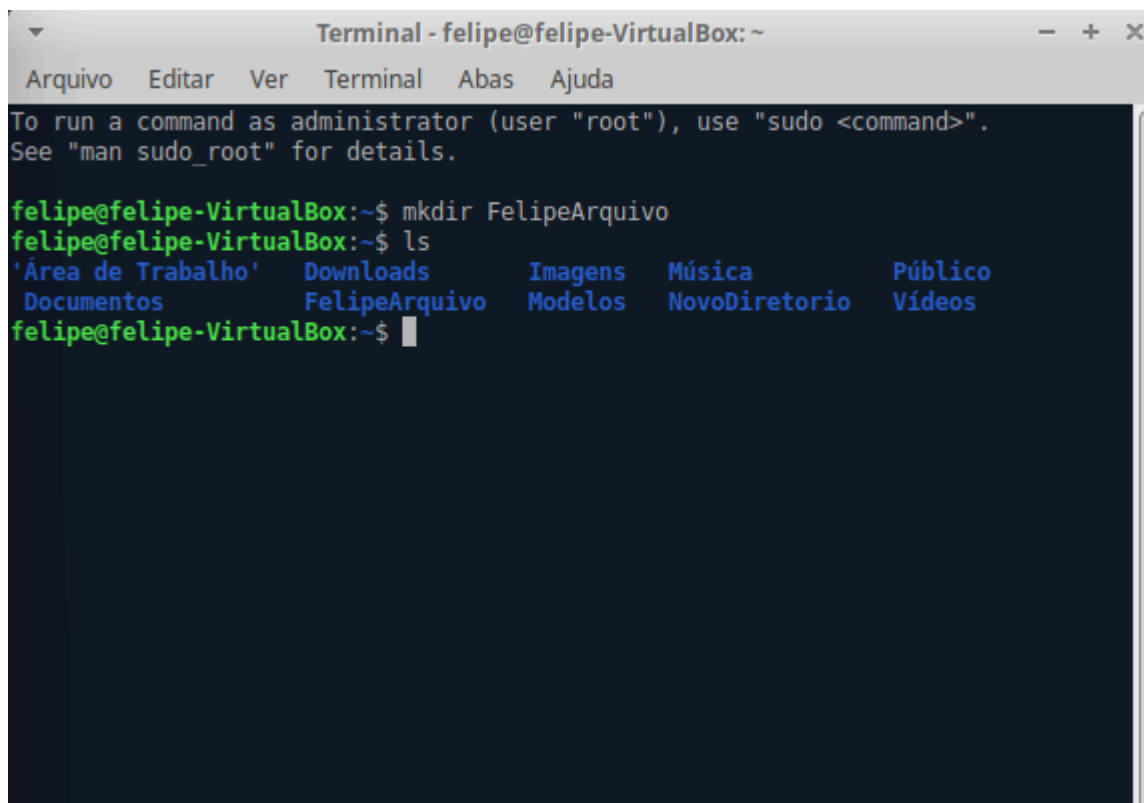 Terminal - felipe@felipe-VirtualBox: ~
Arquivo Editar Ver Terminal Abas Ajuda
To run a command as administrator (user "root"), use "sudo <command>".
See "man sudo_root" for details.
felipe@felipe-VirtualBox:~$ mkdir FelipeArquivo
felipe@felipe-VirtualBox:~$ ls
'Área de Trabalho' Downloads Imagens Música Público
Documentos FelipeArquivo Modelos NovoDiretorio Vídeos
felipe@felipe-VirtualBox:~$